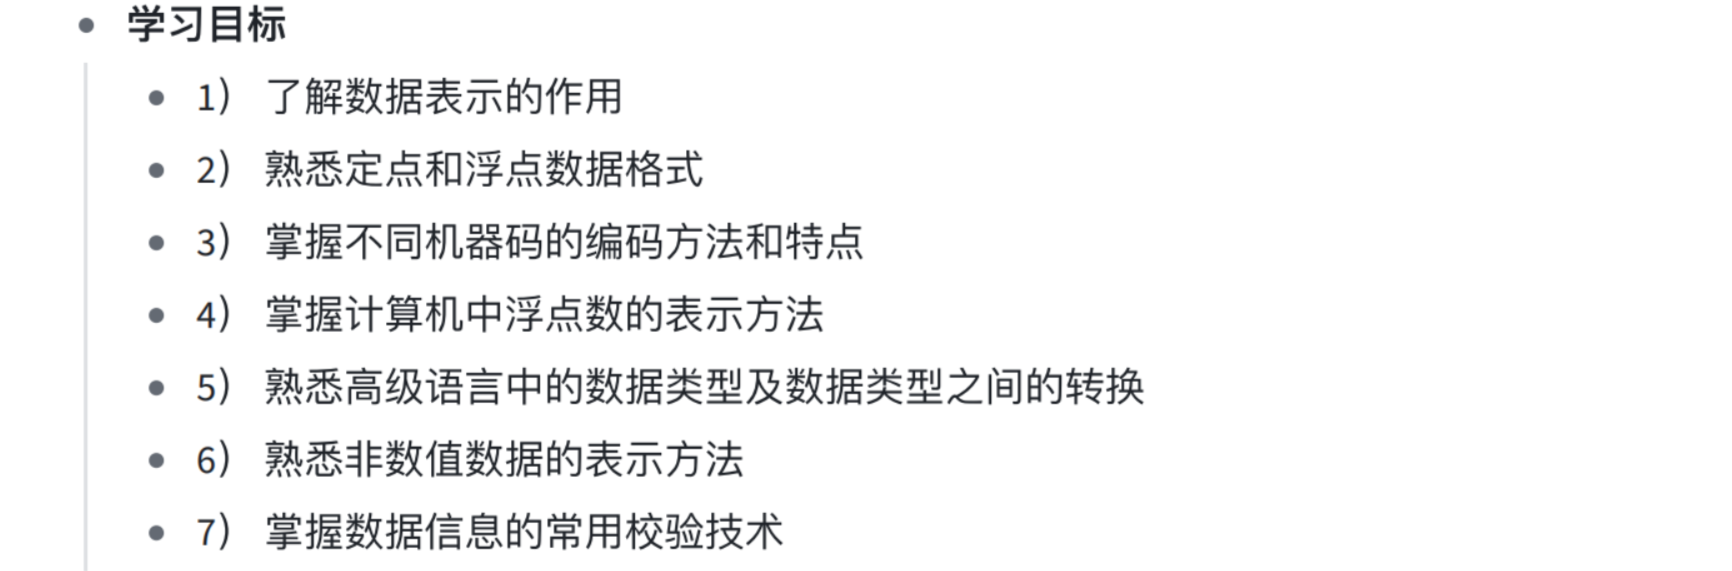 学习目标
1） 了解数据表示的作用
2） 熟悉定点和浮点数据格式
3） 掌握不同机器码的编码方法和特点
4） 掌握计算机中浮点数的表示方法
5） 熟悉高级语言中的数据类型及数据类型之间的转换
6） 熟悉非数值数据的表示方法
7） 掌握数据信息的常用校验技术